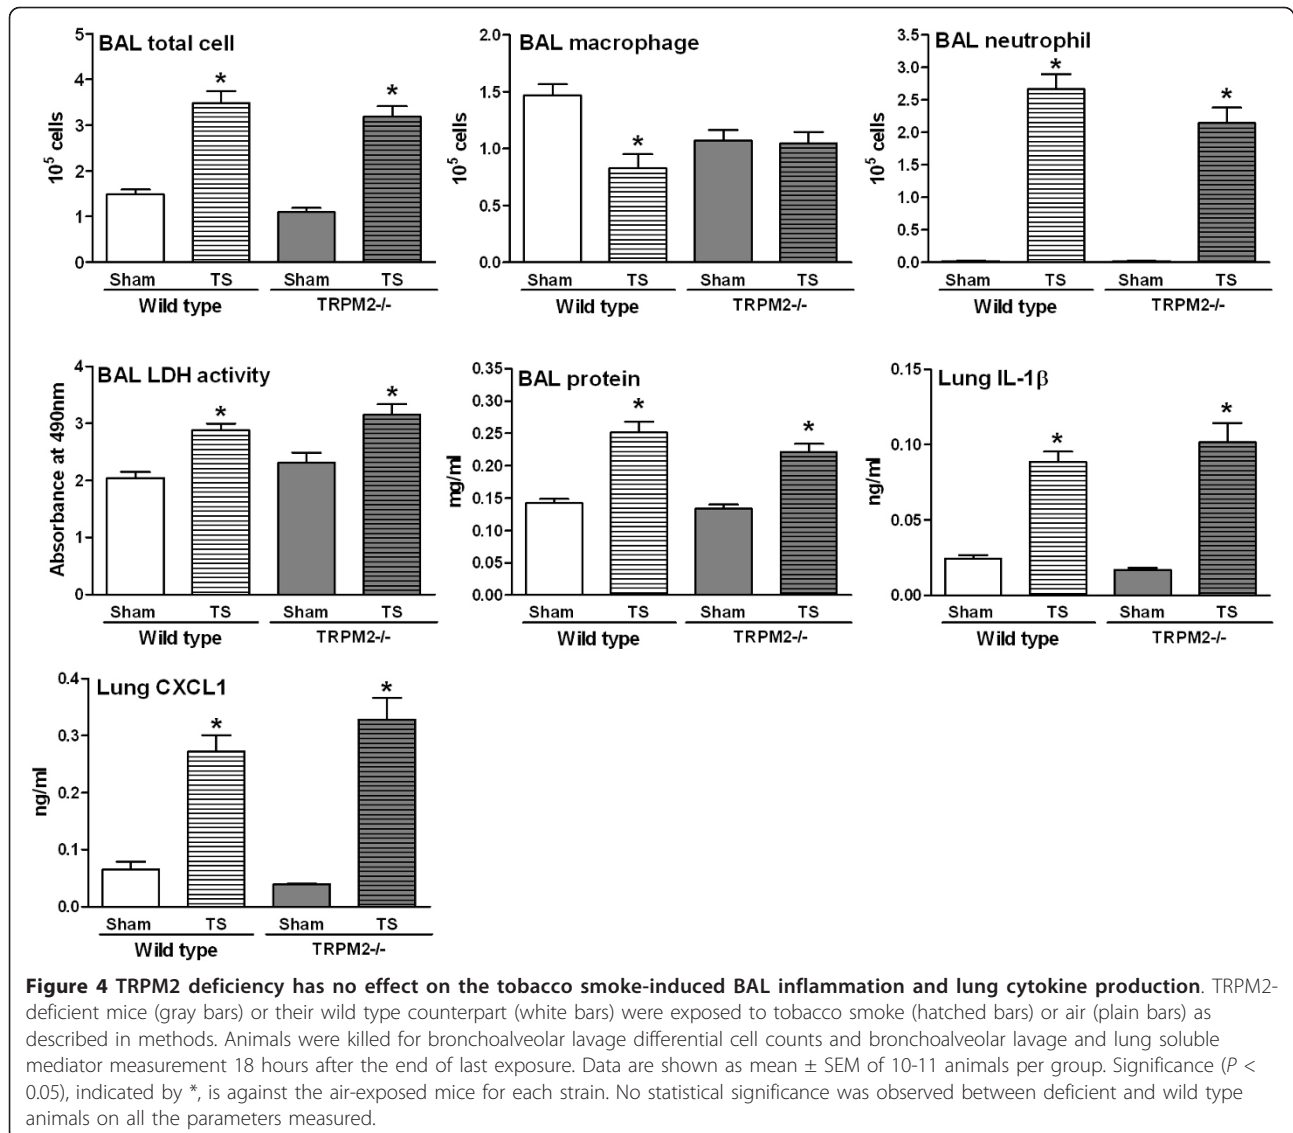 BAL total cell
10⁵ cells
5
4
3
2
1
0
*
*
Sham TS Sham TS
Wild type TRPM2-/-
BAL macrophage
10⁵ cells
2.0
1.5
1.0
0.5
0.0
*
Sham TS Sham TS
Wild type TRPM2-/-
BAL neutrophil
10⁵ cells
3.5
3.0
2.5
2.0
1.5
1.0
0.5
0.0
*
*
Sham TS Sham TS
Wild type TRPM2-/-
BAL LDH activity
Absorbance at 490nm
4
3
2
1
0
*
*
Sham TS Sham TS
Wild type TRPM2-/-
BAL protein
mg/ml
0.35
0.30
0.25
0.20
0.15
0.10
0.05
0.00
*
*
Sham TS Sham TS
Wild type TRPM2-/-
Lung IL-1β
ng/ml
0.15
0.10
0.05
0.00
*
*
Sham TS Sham TS
Wild type TRPM2-/-
Lung CXCL1
ng/ml
0.4
0.3
0.2
0.1
0.0
*
*
Sham TS Sham TS
Wild type TRPM2-/-
Figure 4 TRPM2 deficiency has no effect on the tobacco smoke-induced BAL inflammation and lung cytokine production. TRPM2-
deficient mice (gray bars) or their wild type counterpart (white bars) were exposed to tobacco smoke (hatched bars) or air (plain bars) as
described in methods. Animals were killed for bronchoalveolar lavage differential cell counts and bronchoalveolar lavage and lung soluble
mediator measurement 18 hours after the end of last exposure. Data are shown as mean ± SEM of 10-11 animals per group. Significance (P <
0.05), indicated by *, is against the air-exposed mice for each strain. No statistical significance was observed between deficient and wild type
animals on all the parameters measured.